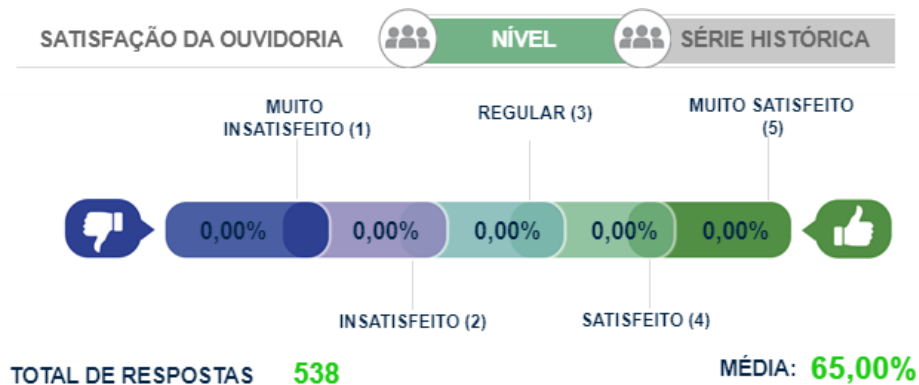 SATISFAÇÃO DA OUVIDORIA NÍVEL SÉRIE HISTÓRICA
MUITO
INSATISFEITO (1)
REGULAR (3)
MUITO SATISFEITO
(5)
0,00% 0,00% 0,00% 0,00% 0,00%
INSATISFEITO (2)
SATISFEITO (4)
TOTAL DE RESPOSTAS 538
MÉDIA: 65,00%